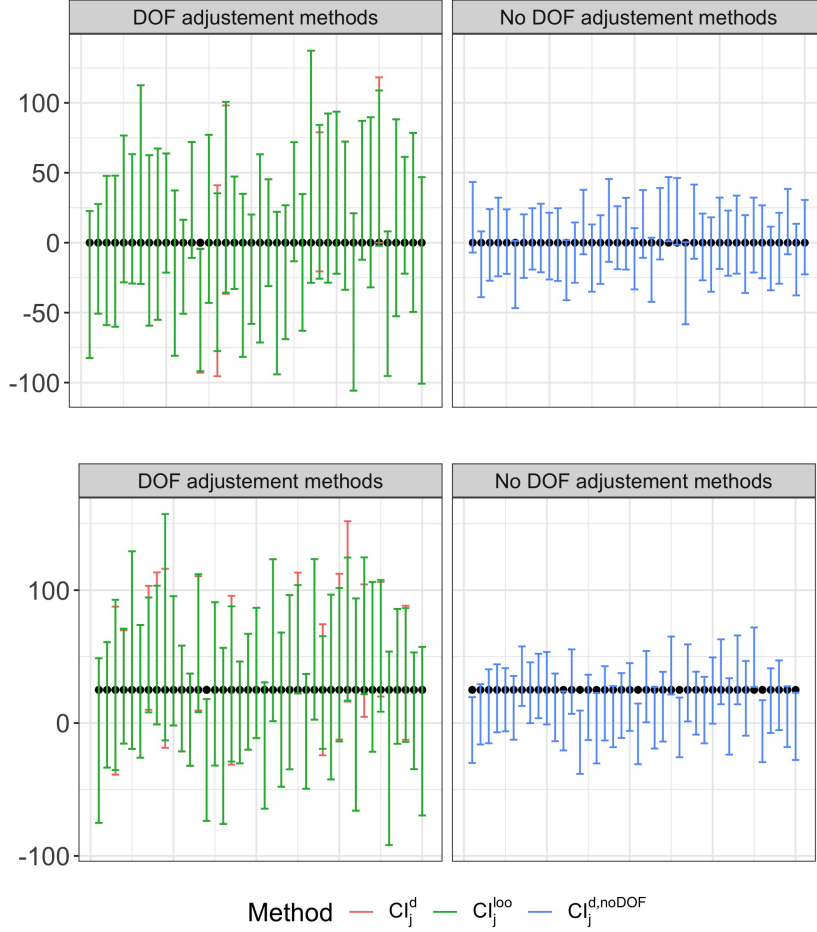 DOF adjustement methods No DOF adjustement methods
100
50
0
-50
-100
DOF adjustement methods No DOF adjustement methods
100
0
-100
Method CI_j^d CI_j^loo CI_j^d,noDOF